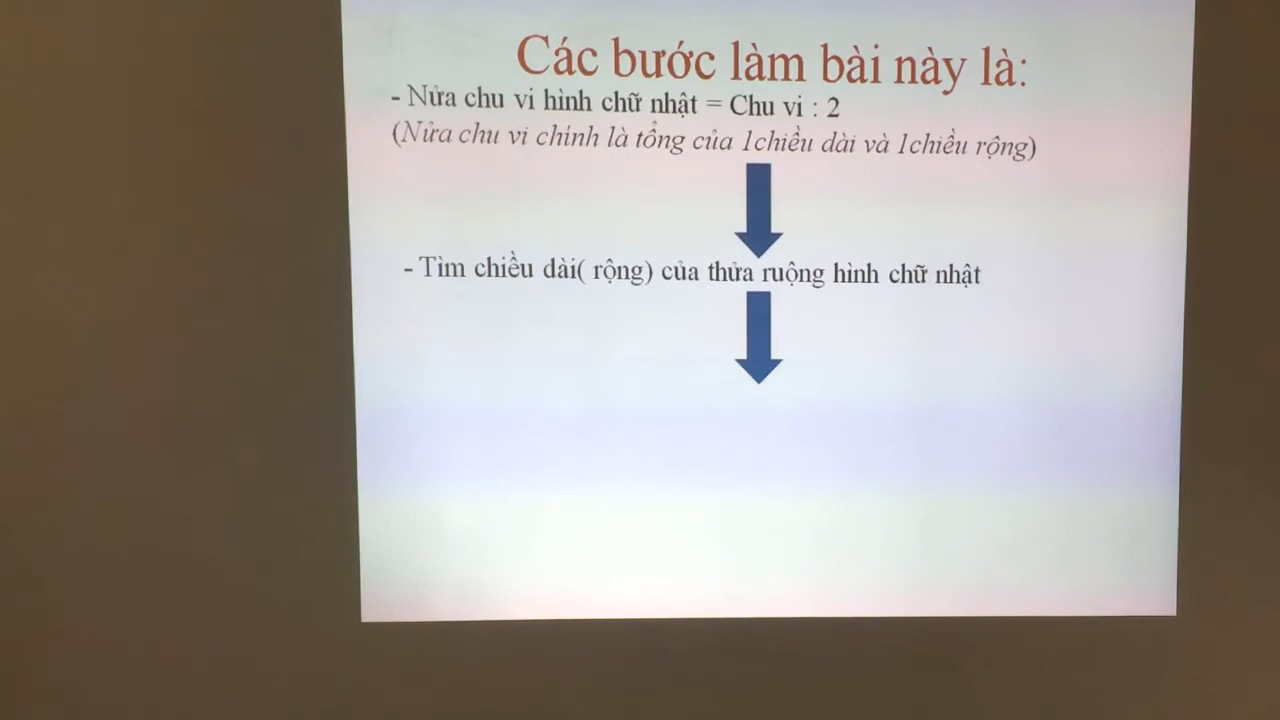 Các bước làm bài này là:
- Nửa chu vi hình chữ nhật = Chu vi : 2
(Nửa chu vi chính là tổng của 1chiều dài và 1chiều rộng)
- Tìm chiều dài( rộng) của thửa ruộng hình chữ nhật